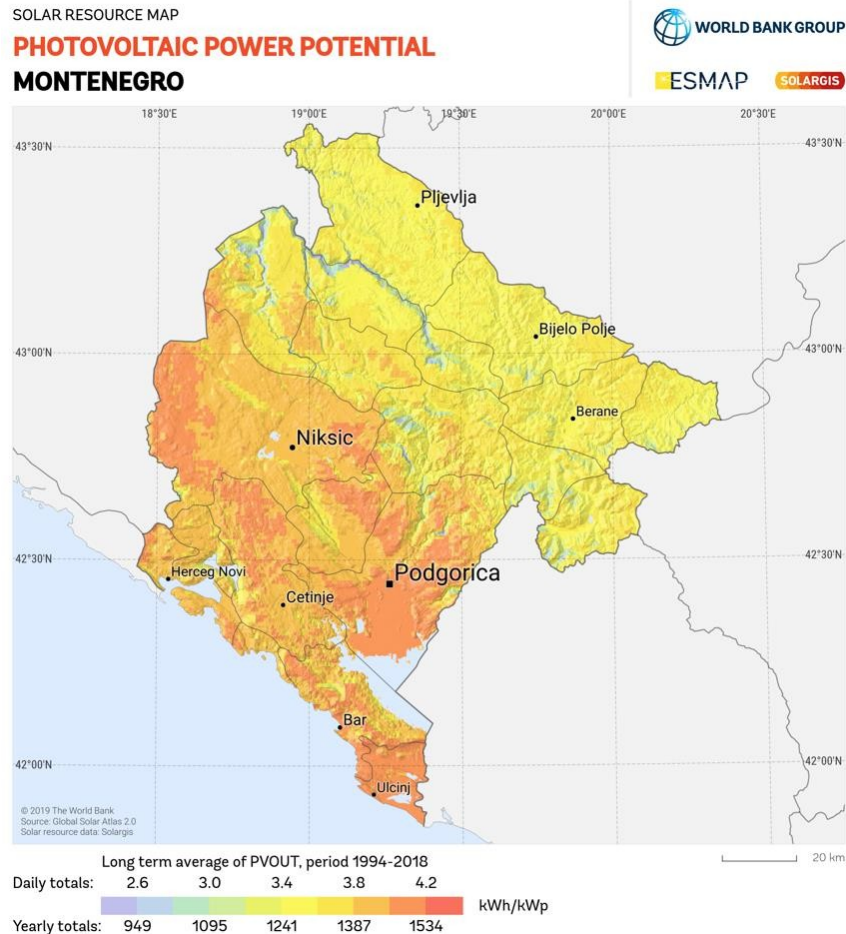 SOLAR RESOURCE MAP
PHOTOVOLTAIC POWER POTENTIAL
MONTENEGRO
WORLD BANK GROUP
ESMAP
SOLARGIS
18°30'E
19°00'E
19°30'E
20°00'E
20°30'E
43°30'N
43°30'N
Pljevlja
Bijelo Polje
43°00'N
43°00'N
Berane
Niksic
42°30'N
42°30'N
Herceg Novi
Podgorica
Cetinje
Bar
42°00'N
42°00'N
Ulcinj
© 2019 The World Bank
Source: Global Solar Atlas 2.0
Solar resource data: Solargis
Long term average of PVOUT, period 1994-2018
20 km
Daily totals: 2.6 3.0 3.4 3.8 4.2
kWh/kWp
Yearly totals: 949 1095 1241 1387 1534